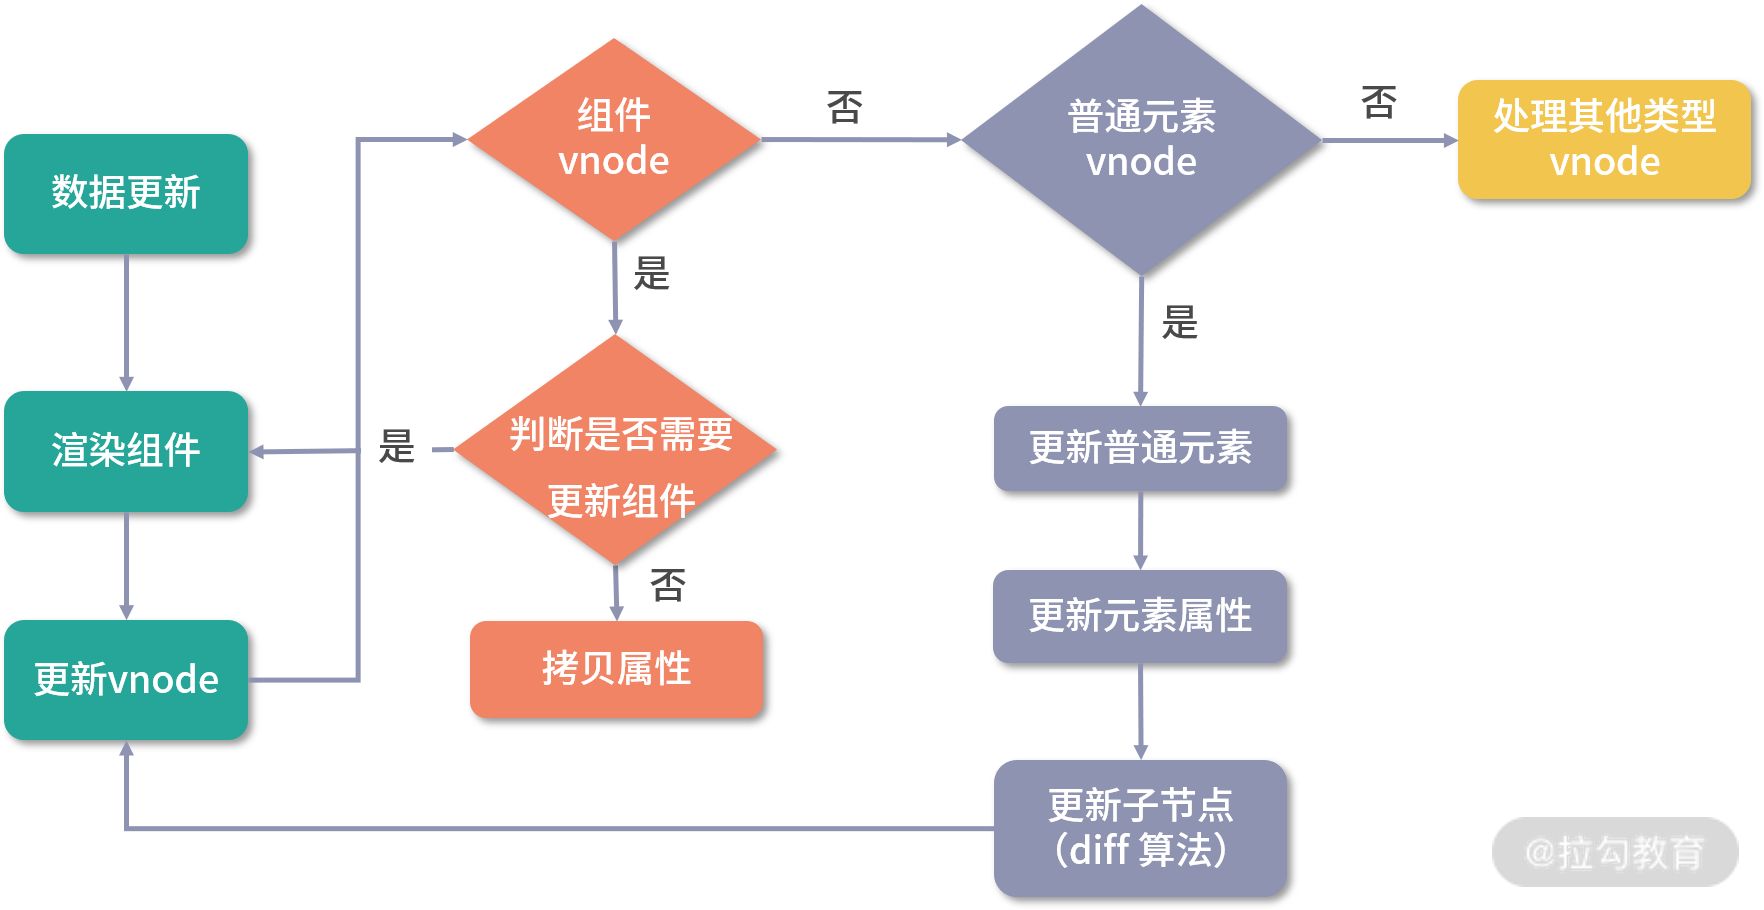 数据更新
渲染组件
更新vnode
组件
vnode
否
是
判断是否需要
更新组件
是
否
拷贝属性
普通元素
vnode
否
处理其他类型
vnode
是
更新普通元素
更新元素属性
更新子节点
（diff 算法）
@拉勾教育